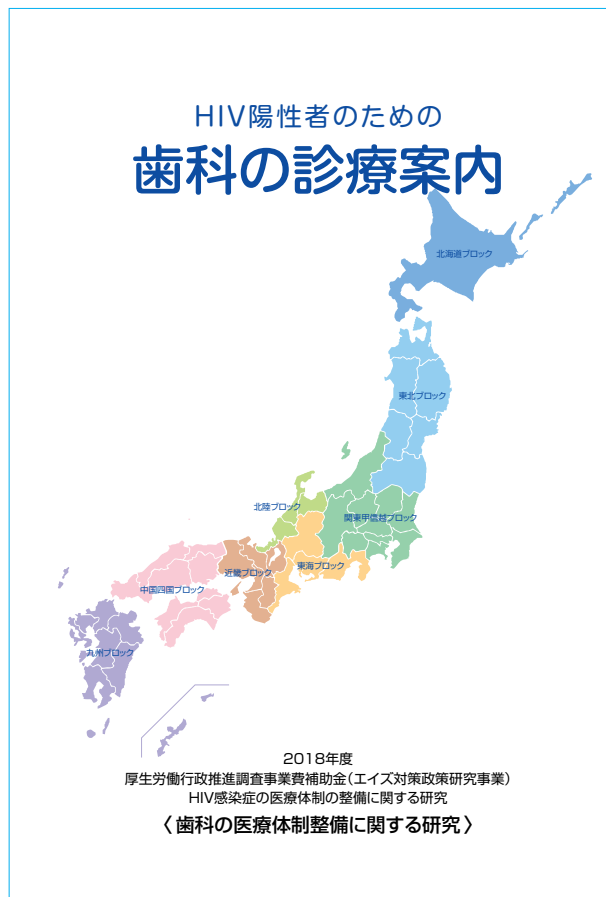 HIV陽性者のための
歯科の診療案内
北海道ブロック
東北ブロック
北陸ブロック
関東甲信越ブロック
東海ブロック
近畿ブロック
中国四国ブロック
九州ブロック
2018年度
厚生労働行政推進調査事業費補助金(エイズ対策政策研究事業)
HIV感染症の医療体制の整備に関する研究
〈歯科の医療体制整備に関する研究〉